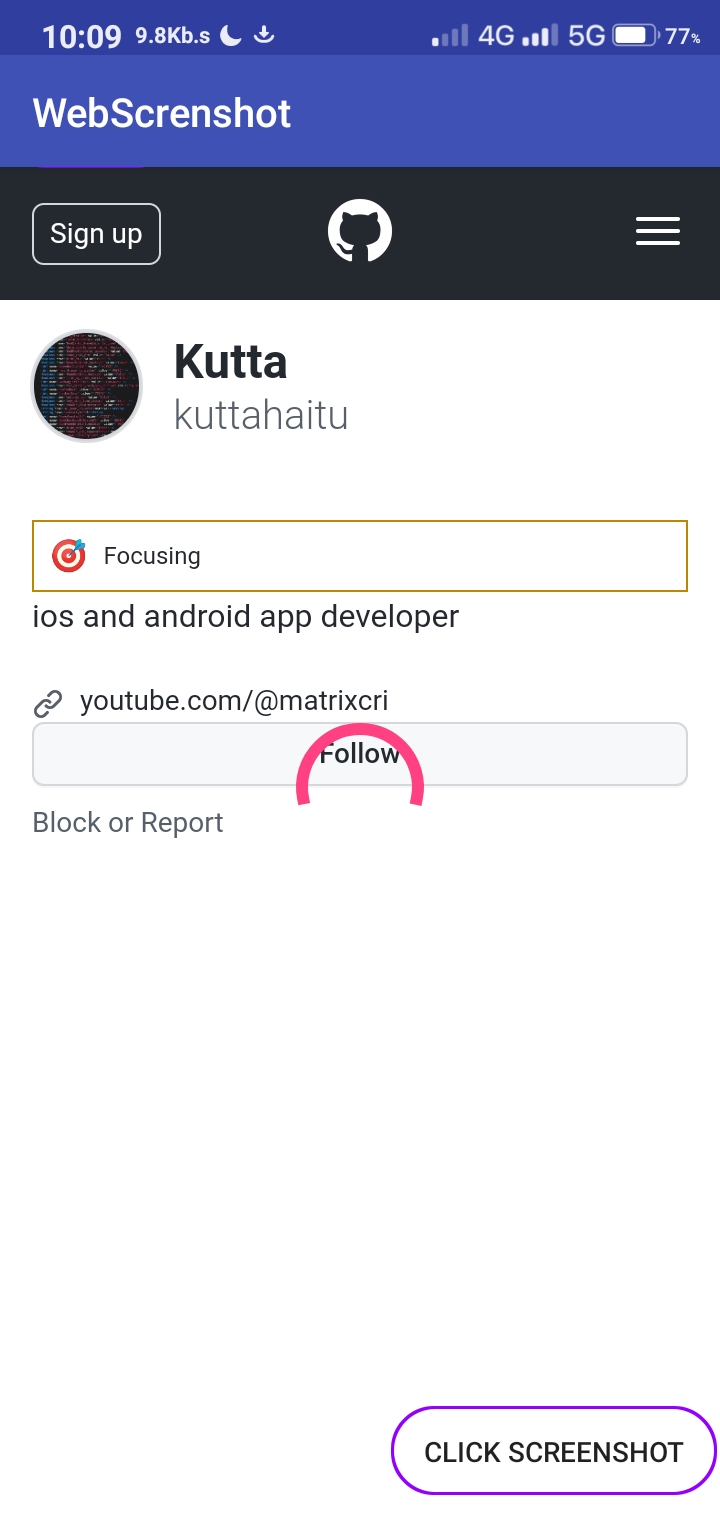 10:09 9.8Kb.s 4G 5G 77%
WebScrenshot
Sign up
Kutta
kuttahaitu
Focusing
ios and android app developer
youtube.com/@matrixcri
Follow
Block or Report
CLICK SCREENSHOT